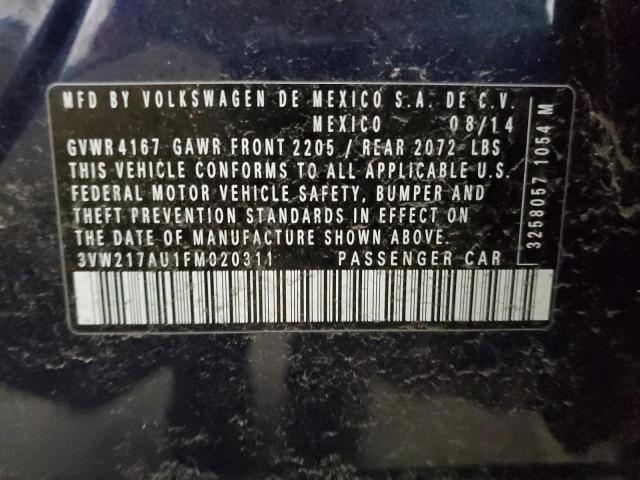 MFD BY VOLKSWAGEN DE MEXICO S.A. DE C.V.
MEXICO 08/14
GVWR 4167 GAWR FRONT 2205 / REAR 2072 LBS
THIS VEHICLE CONFORMS TO ALL APPLICABLE U.S.
FEDERAL MOTOR VEHICLE SAFETY, BUMPER AND
THEFT PREVENTION STANDARDS IN EFFECT ON
THE DATE OF MANUFACTURE SHOWN ABOVE.
3VW217AU1FM020311 PASSENGER CAR
3258057 1054 M